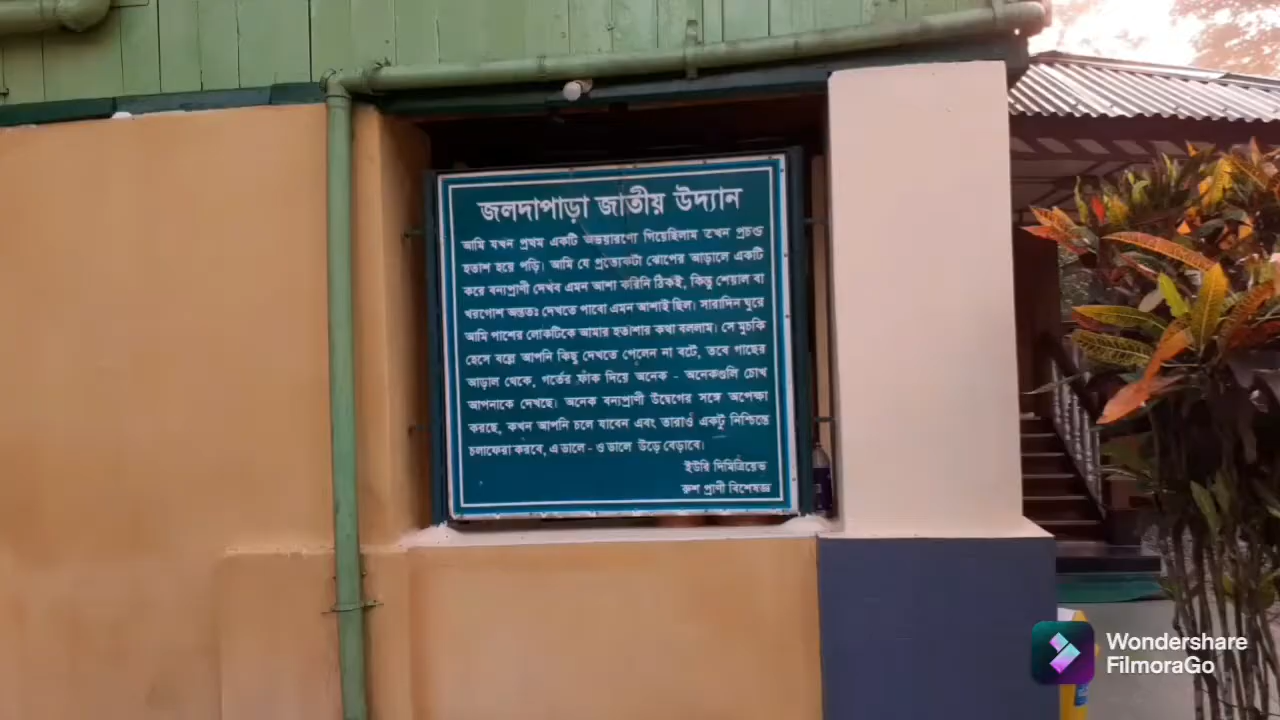 জলদাপাড়া জাতীয় উদ্যান
আমি যখন প্রথম একটি অভয়ারণ্যে গিয়েছিলাম তখন প্রচন্ড
হতাশ হয়ে পড়ি। আমি যে প্রত্যেকটা ঝোপের আড়ালে একটি
করে বন্যপ্রাণী দেখব এমন আশা করিনি ঠিকই, কিন্তু শেয়াল বা
খরগোশ অন্ততঃ দেখতে পাবো এমন আশাই ছিল। সারাদিন ঘুরে
আমি পাশের লোকটিকে আমার হতাশার কথা বললাম। সে মুচকি
হেসে বল্লে আপনি কিছু দেখতে পেলেন না বটে, তবে গাছের
আড়াল থেকে, গর্তের ফাঁক দিয়ে অনেক - অনেকগুলি চোখ
আপনাকে দেখছে। অনেক বন্যপ্রাণী উদ্বেগের সঙ্গে অপেক্ষা
করছে, কখন আপনি চলে যাবেন এবং তারাও একটু নিশ্চিন্তে
চলাফেরা করবে, এ ডালে - ও ডালে উড়ে বেড়াবে।
ইউরি দিমিত্রিয়েভ
রুশ প্রাণী বিশেষজ্ঞ
Wondershare
FilmoraGo